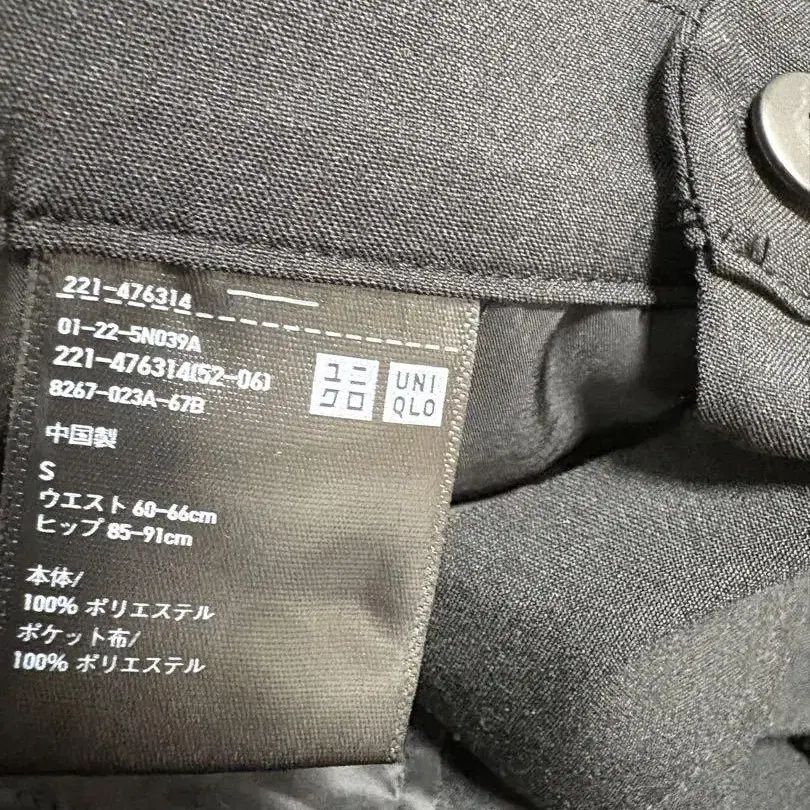 221-476314
01-22-5N039A
221-476314(52-06)
8267-023A-67B
ユニ
クロ
UNI
QLO
中国製
S
ウエスト 60-66cm
ヒップ 85-91cm
本体/
100% ポリエステル
ポケット布/
100% ポリエステル